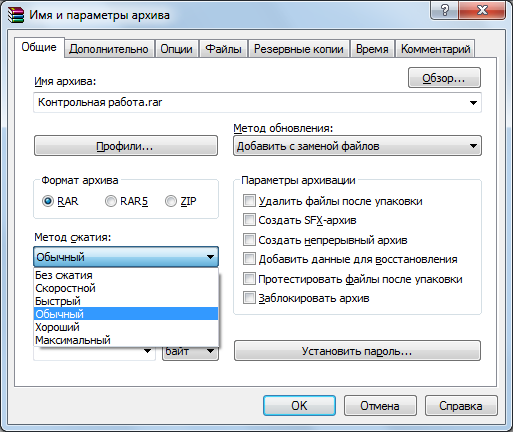 Имя и параметры архива
Общие Дополнительно Опции Файлы Резервные копии Время Комментарий
Имя архива:
Обзор...
Контрольная работа.rar
Метод обновления:
Профили...
Добавить с заменой файлов
Формат архива
RAR RAR5 ZIP
Метод сжатия:
Обычный
Без сжатия
Скоростной
Быстрый
Обычный
Хороший
Максимальный
байт
Параметры архивации
Удалить файлы после упаковки
Создать SFX-архив
Создать непрерывный архив
Добавить данные для восстановления
Протестировать файлы после упаковки
Заблокировать архив
Установить пароль...
OK Отмена Справка